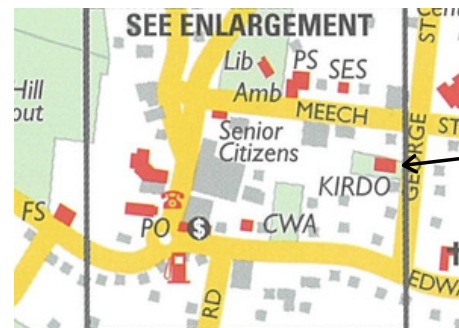 SEE ENLARGEMENT
Lib
PS
SES
Amb
MEECH
ST
ST
Hill
out
Senior
Citizens
GEORGE
KIRDO
FS
PO
$
CWA
RD
EDWA